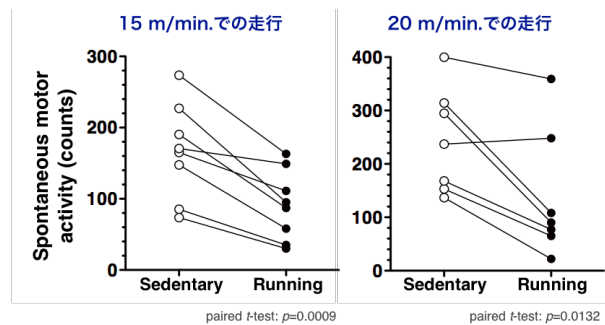 15 m/min.での走行
20 m/min.での走行
Spontaneous motor
activity (counts)
300
200
100
0
Sedentary Running
400
300
200
100
0
Sedentary Running
paired t-test: p=0.0009
paired t-test: p=0.0132